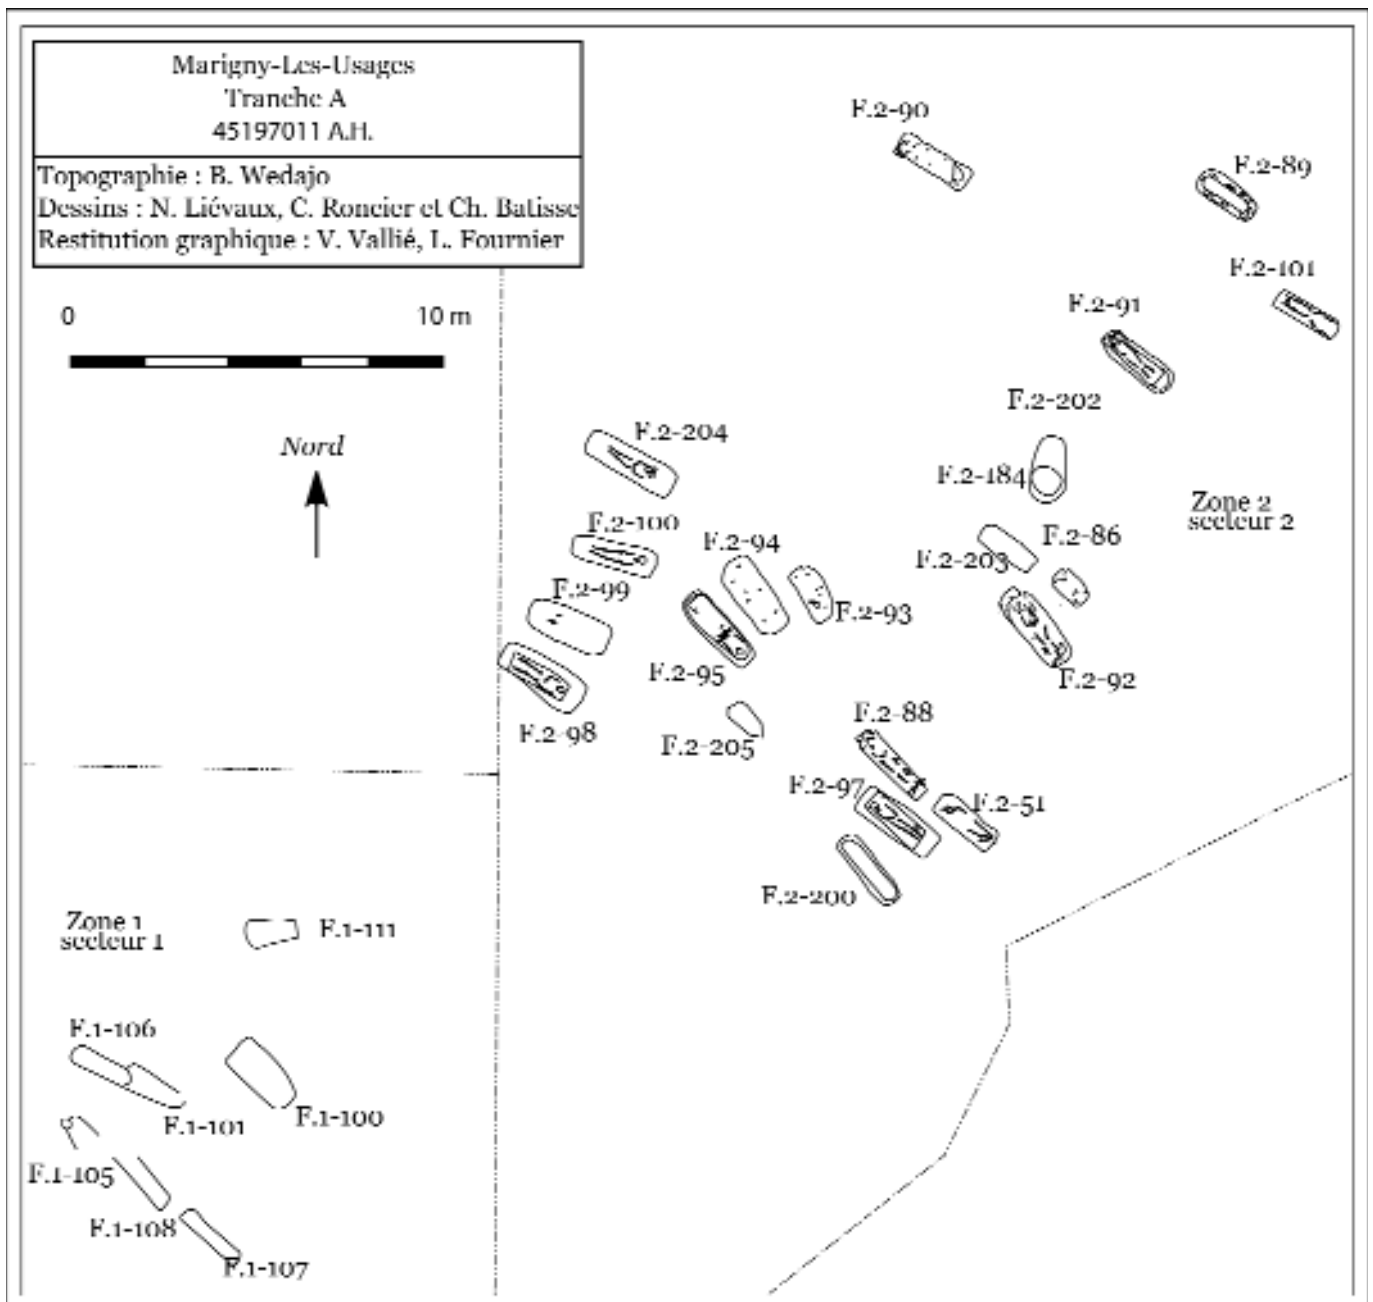 Marigny-Les-Usages
Tranche A
45197011 A.H.
Topographie : B. Wedajo
Dessins : N. Liévaux, C. Roncier et Ch. Batisse
Restitution graphique : V. Vallié, L. Fournier
0 10 m
Nord
F.2-90
F.2-89
F.2-101
F.2-91
F.2-202
F.2-204
F.2-184
Zone 2
secteur 2
F.2-100
F.2-94
F.2-86
F.2-203
F.2-99
F.2-93
F.2-95
F.2-92
F.2-98
F.2-88
F.2-205
F.2-97
F.2-51
F.2-200
Zone 1
secteur 1
F.1-111
F.1-106
F.1-101
F.1-100
F.1-105
F.1-108
F.1-107